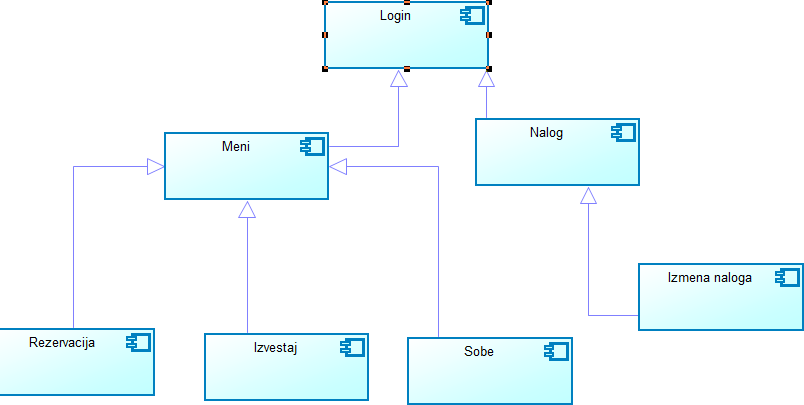 Login
Nalog
Meni
Izmena naloga
Rezervacija
Izvestaj
Sobe